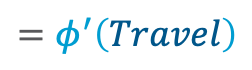 = ϕ′(Travel)